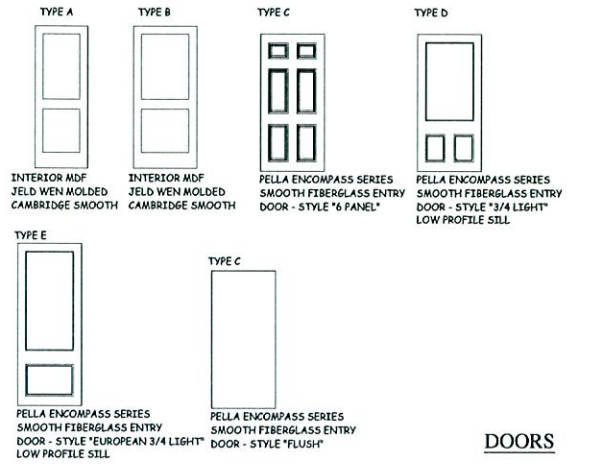 TYPE A
INTERIOR MDF
JELD WEN MOLDED
CAMBRIDGE SMOOTH
TYPE B
INTERIOR MDF
JELD WEN MOLDED
CAMBRIDGE SMOOTH
TYPE C
PELLA ENCOMPASS SERIES
SMOOTH FIBERGLASS ENTRY
DOOR - STYLE "6 PANEL"
TYPE D
PELLA ENCOMPASS SERIES
SMOOTH FIBERGLASS ENTRY
DOOR - STYLE "3/4 LIGHT"
LOW PROFILE SILL
TYPE E
PELLA ENCOMPASS SERIES
SMOOTH FIBERGLASS ENTRY
DOOR - STYLE "EUROPEAN 3/4 LIGHT"
LOW PROFILE SILL
TYPE C
PELLA ENCOMPASS SERIES
SMOOTH FIBERGLASS ENTRY
DOOR - STYLE "FLUSH"
DOORS